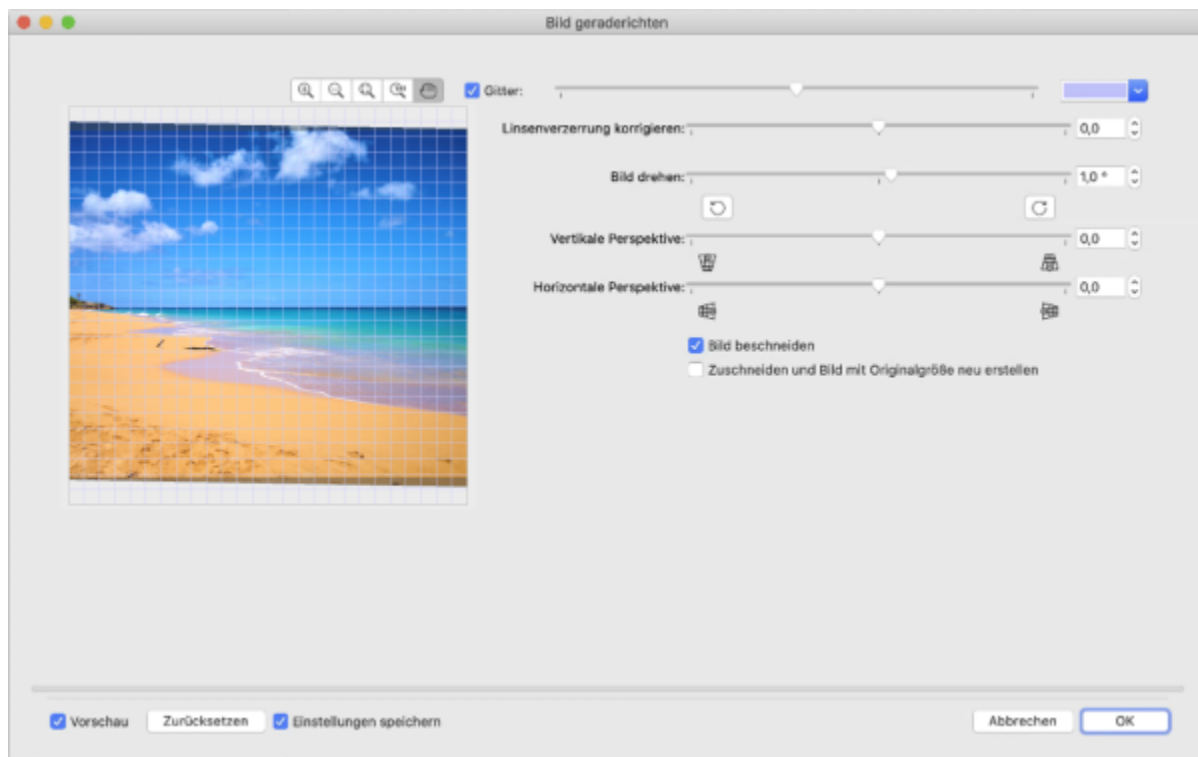 Bild geraderichten
Gitter:
Linsenverzerrung korrigieren: 0,0
Bild drehen: 1,0 °
Vertikale Perspektive: 0,0
Horizontale Perspektive: 0,0
Bild beschneiden
Zuschneiden und Bild mit Originalgröße neu erstellen
Vorschau Zurücksetzen Einstellungen speichern Abbrechen OK